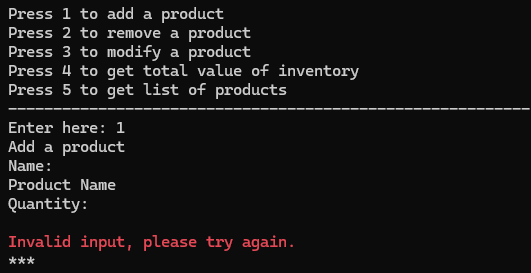 Press 1 to add a product
Press 2 to remove a product
Press 3 to modify a product
Press 4 to get total value of inventory
Press 5 to get list of products
----------------------------------------------------------
Enter here: 1
Add a product
Name:
Product Name
Quantity:
Invalid input, please try again.
***